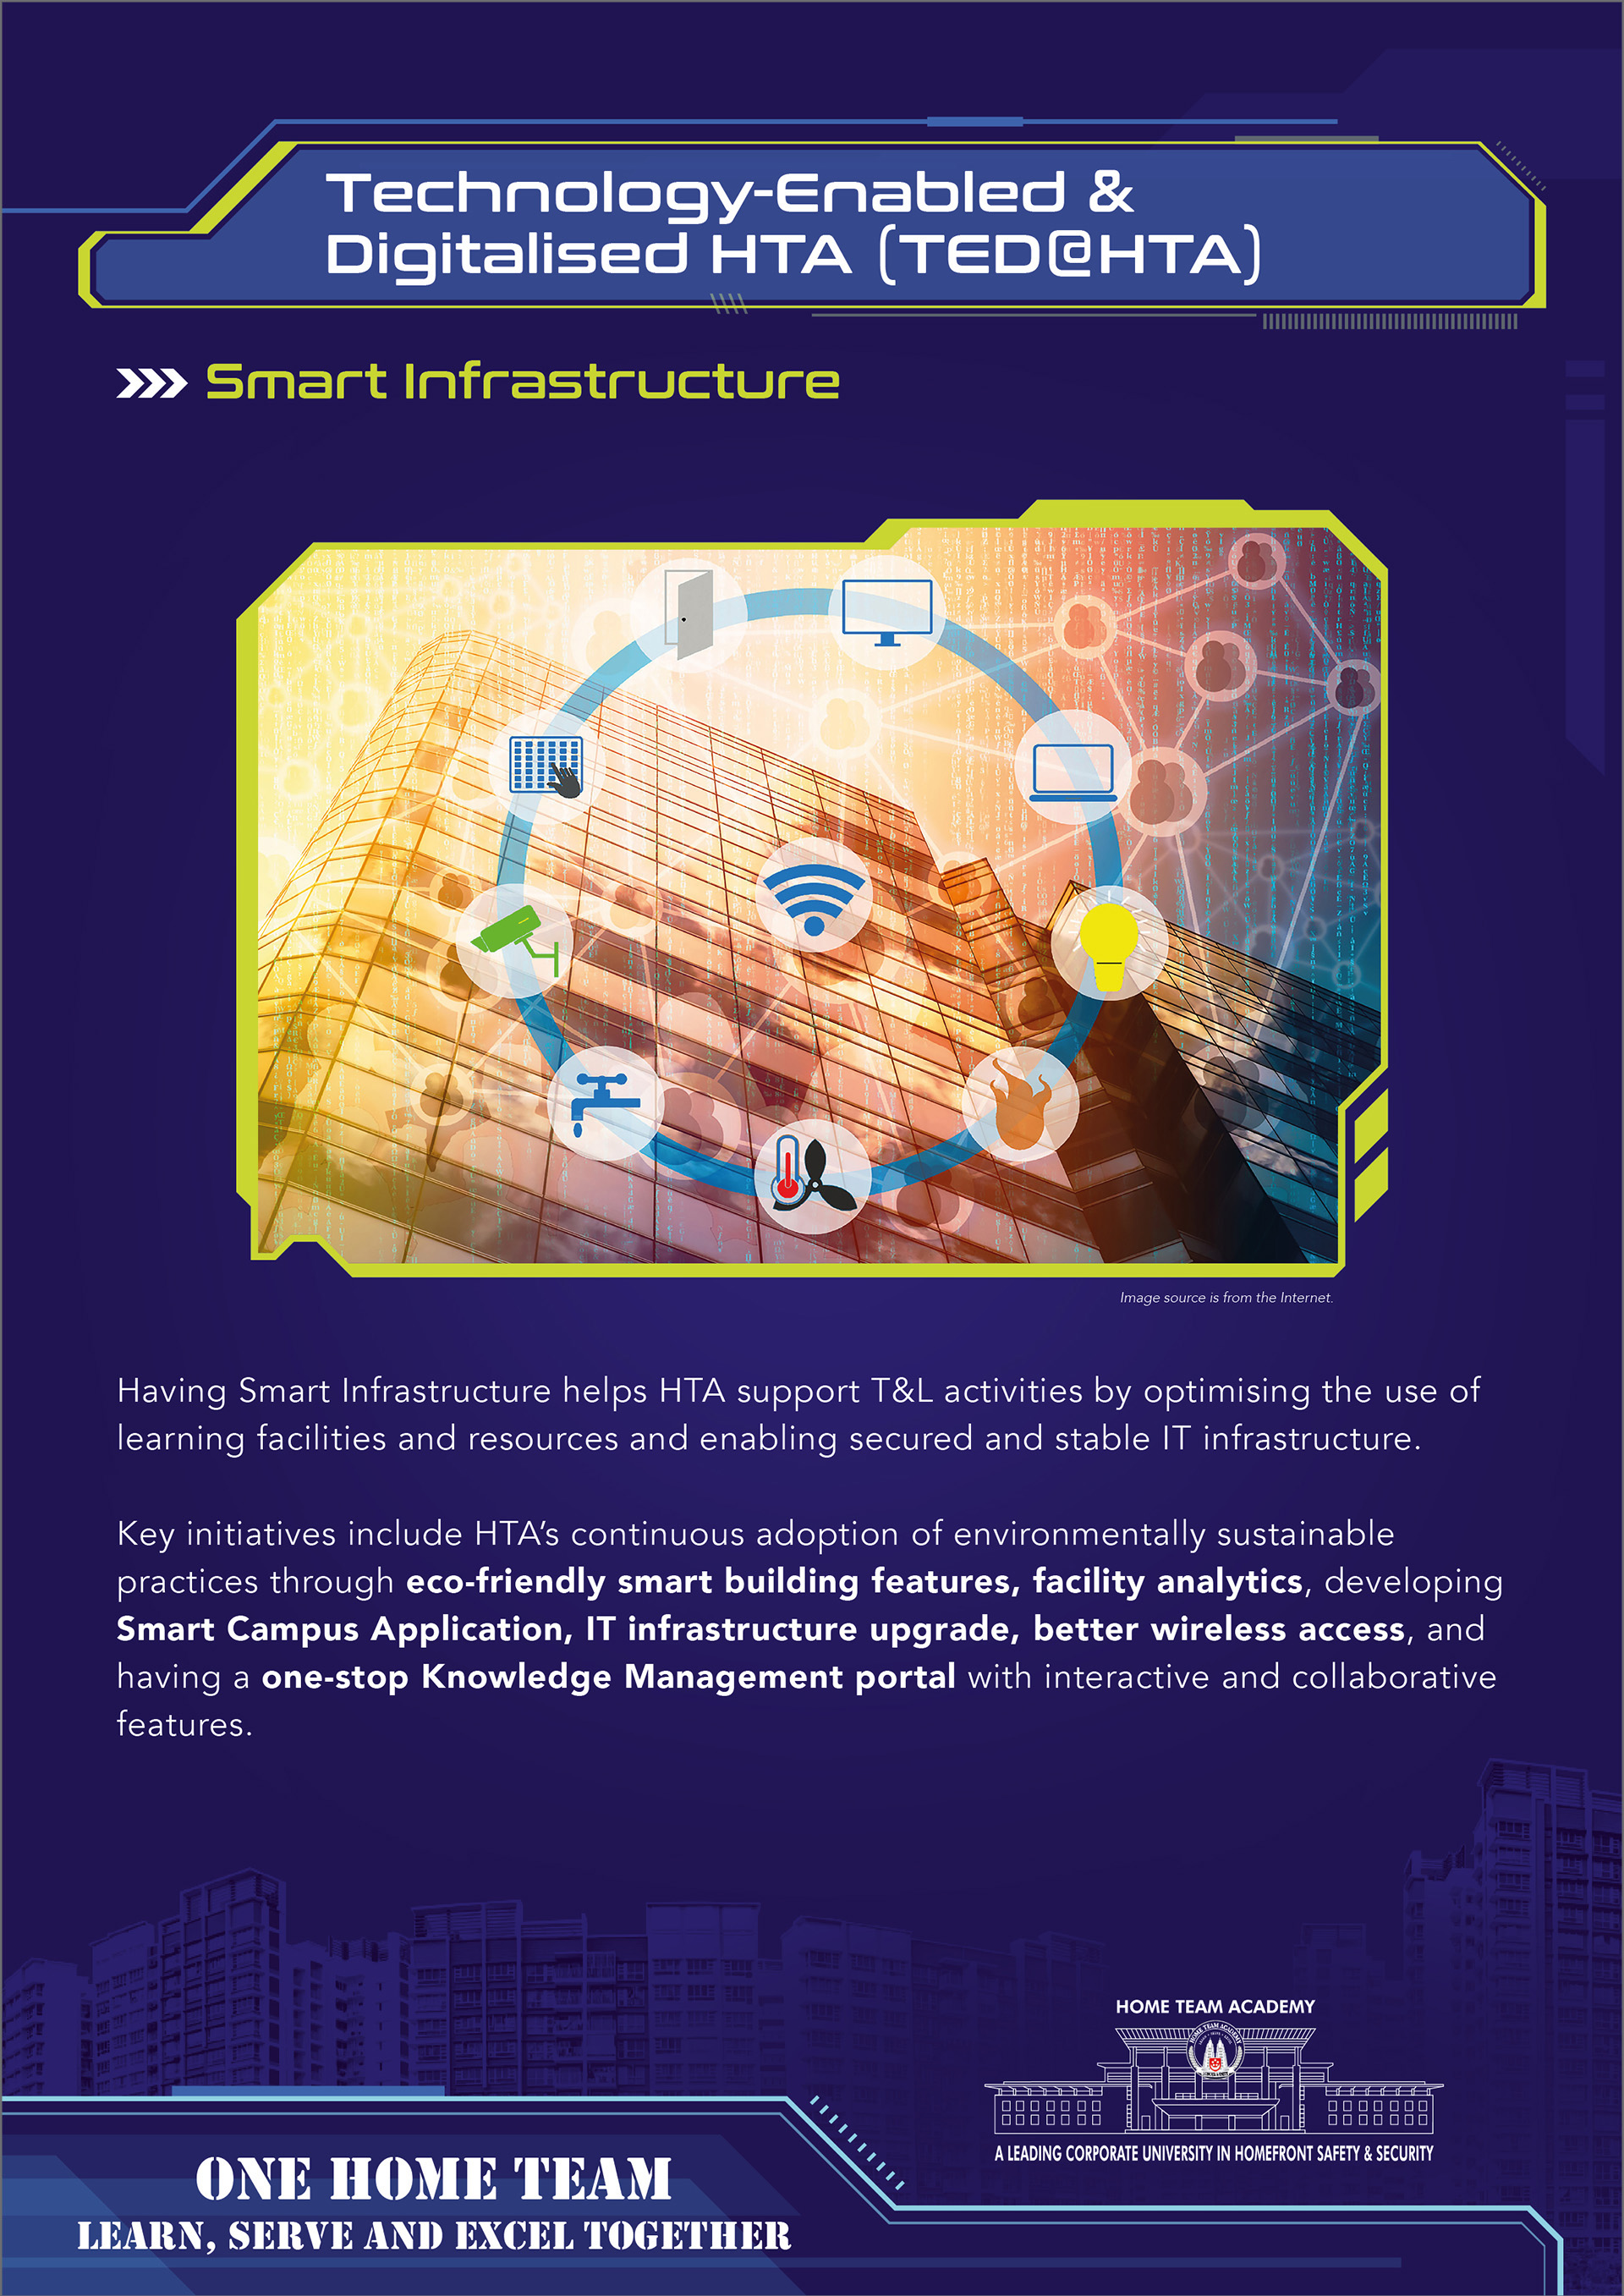 Technology-Enabled &
Digitalised HTA (TED@HTA)
Smart Infrastructure
Image source is from the Internet.
Having Smart Infrastructure helps HTA support T&L activities by optimising the use of
learning facilities and resources and enabling secured and stable IT infrastructure.
Key initiatives include HTA’s continuous adoption of environmentally sustainable
practices through eco-friendly smart building features, facility analytics, developing
Smart Campus Application, IT infrastructure upgrade, better wireless access, and
having a one-stop Knowledge Management portal with interactive and collaborative
features.
HOME TEAM ACADEMY
HOME TEAM ACADEMY
A LEADING CORPORATE UNIVERSITY IN HOMEFRONT SAFETY & SECURITY
ONE HOME TEAM
LEARN, SERVE AND EXCEL TOGETHER